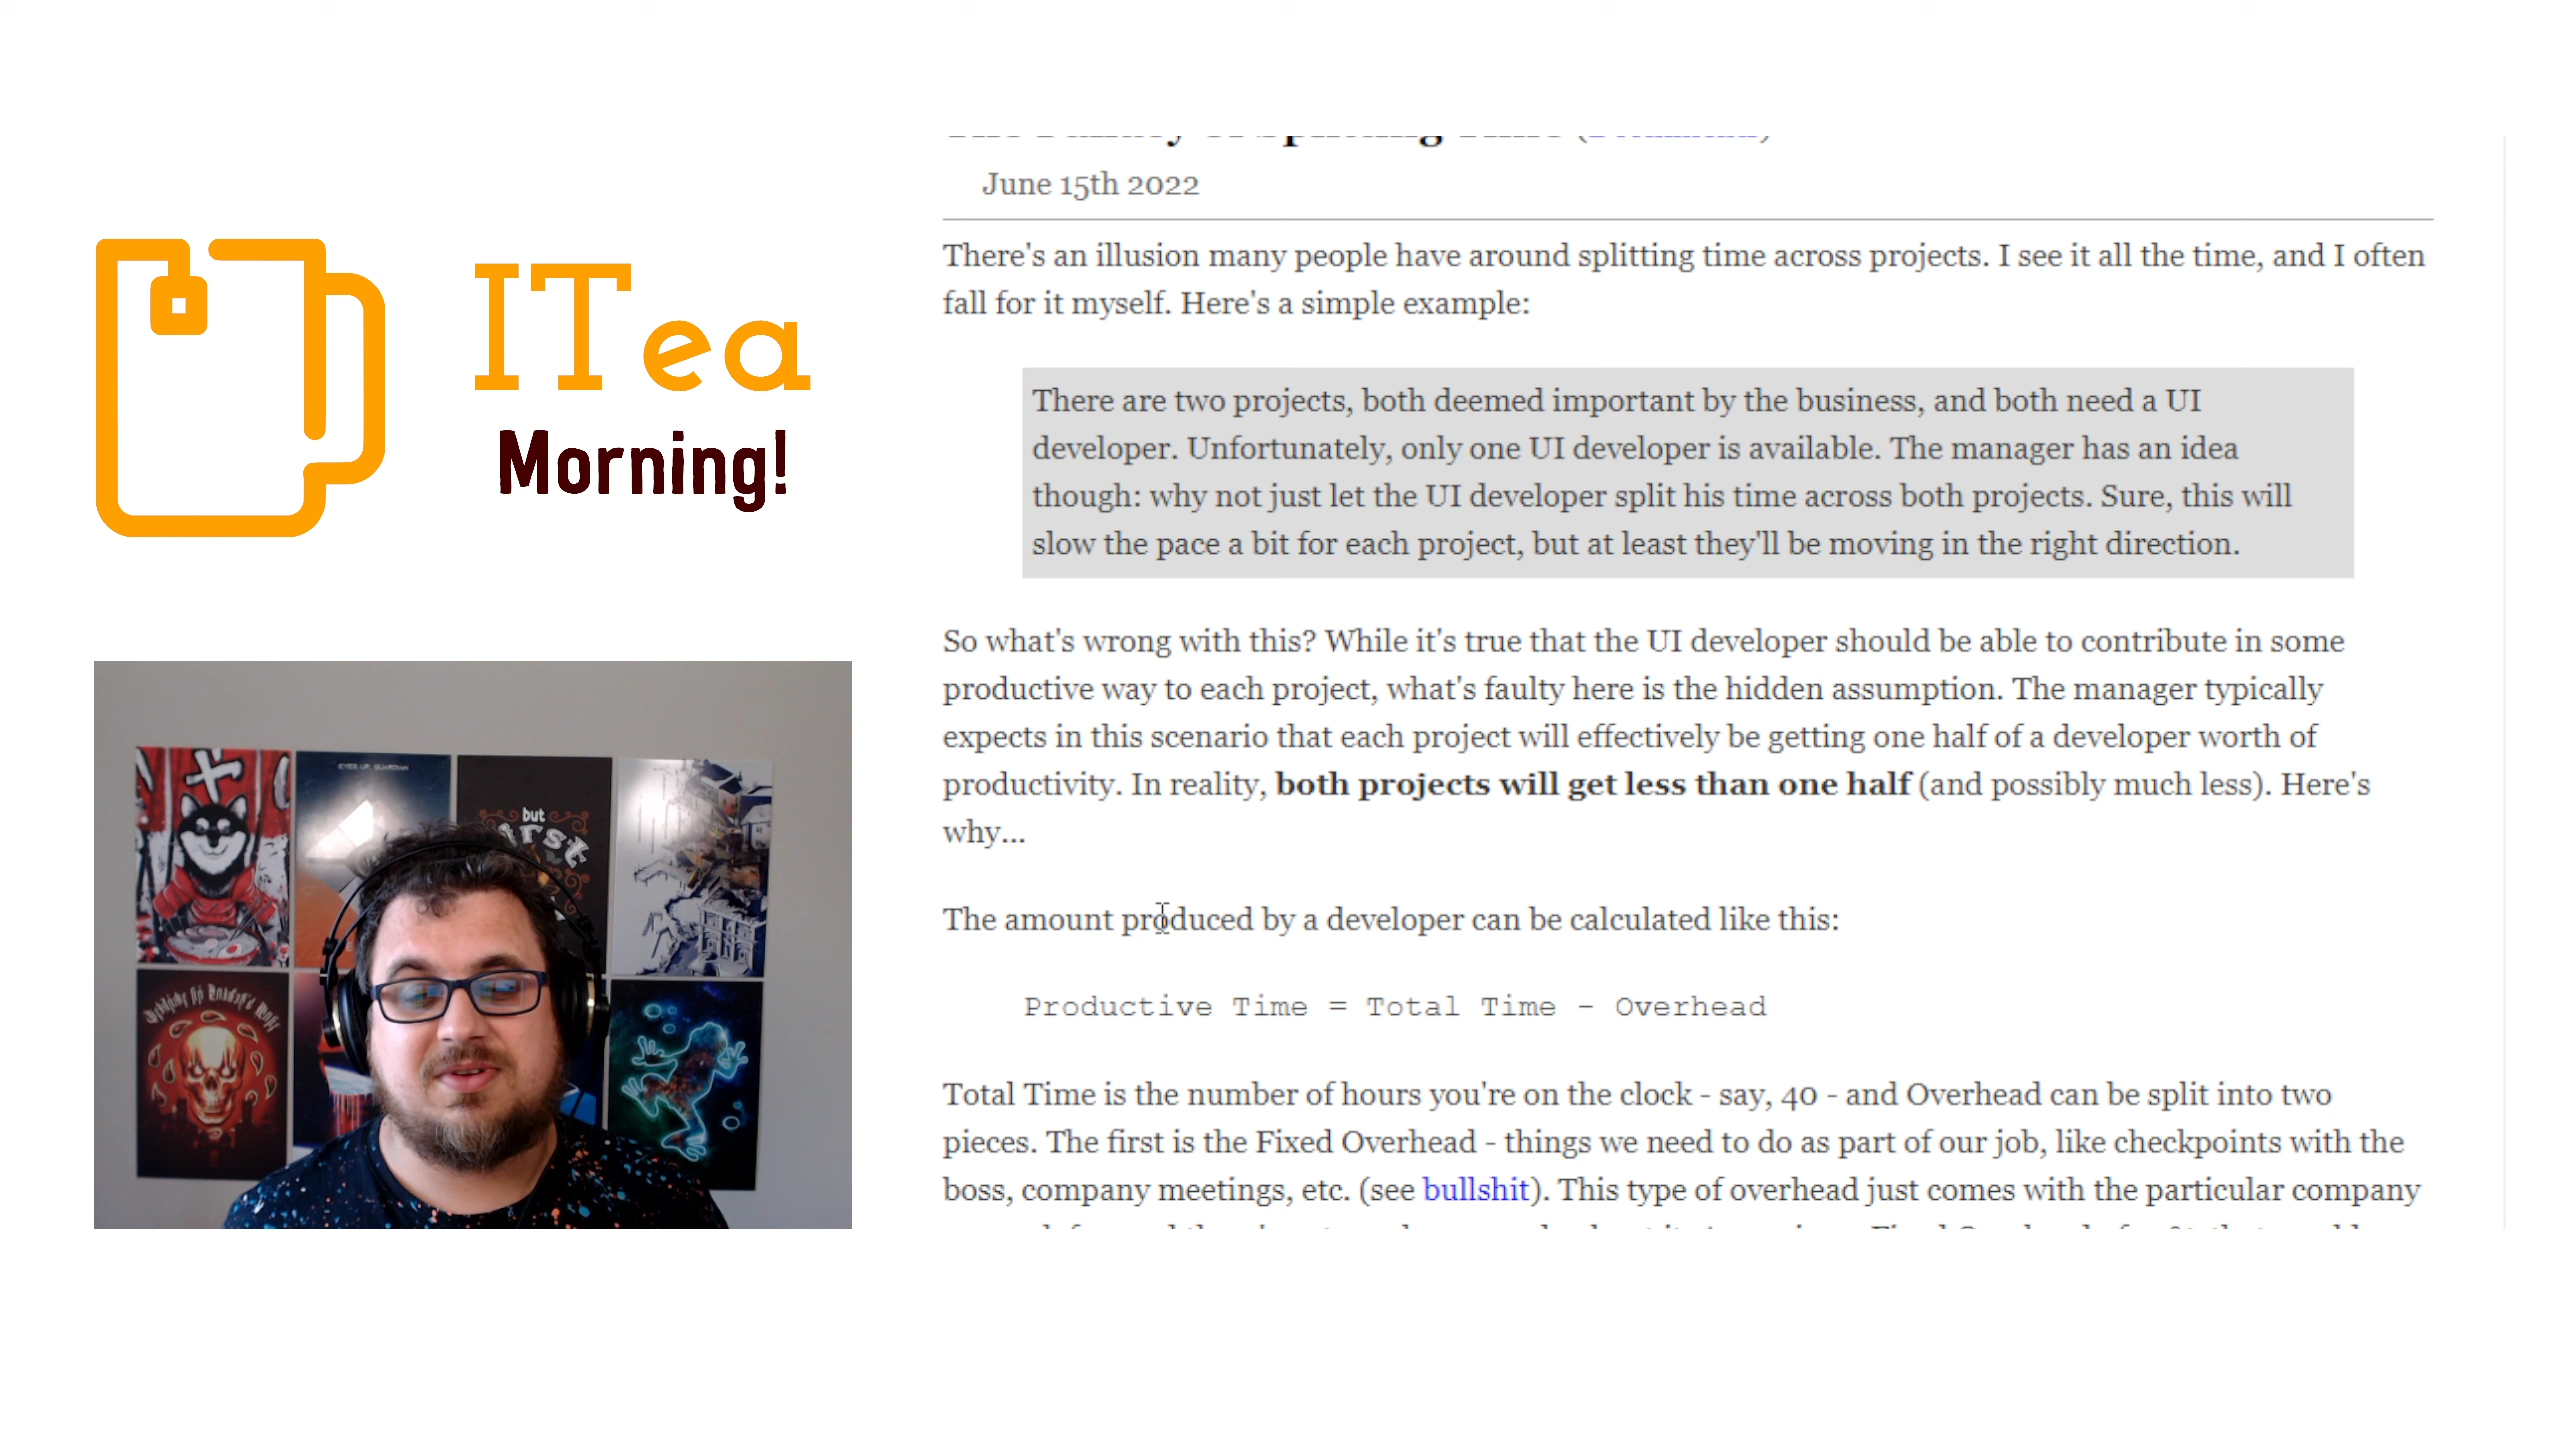 ITea
Morning!
June 15th 2022
There's an illusion many people have around splitting time across projects. I see it all the time, and I often
fall for it myself. Here's a simple example:
There are two projects, both deemed important by the business, and both need a UI
developer. Unfortunately, only one UI developer is available. The manager has an idea
though: why not just let the UI developer split his time across both projects. Sure, this will
slow the pace a bit for each project, but at least they'll be moving in the right direction.
So what's wrong with this? While it's true that the UI developer should be able to contribute in some
productive way to each project, what's faulty here is the hidden assumption. The manager typically
expects in this scenario that each project will effectively be getting one half of a developer worth of
productivity. In reality, both projects will get less than one half (and possibly much less). Here's
why...
The amount produced by a developer can be calculated like this:
Productive Time = Total Time - Overhead
Total Time is the number of hours you're on the clock - say, 40 - and Overhead can be split into two
pieces. The first is the Fixed Overhead - things we need to do as part of our job, like checkpoints with the
boss, company meetings, etc. (see bullshit). This type of overhead just comes with the particular company
EYES UP, GUARDIAN
but